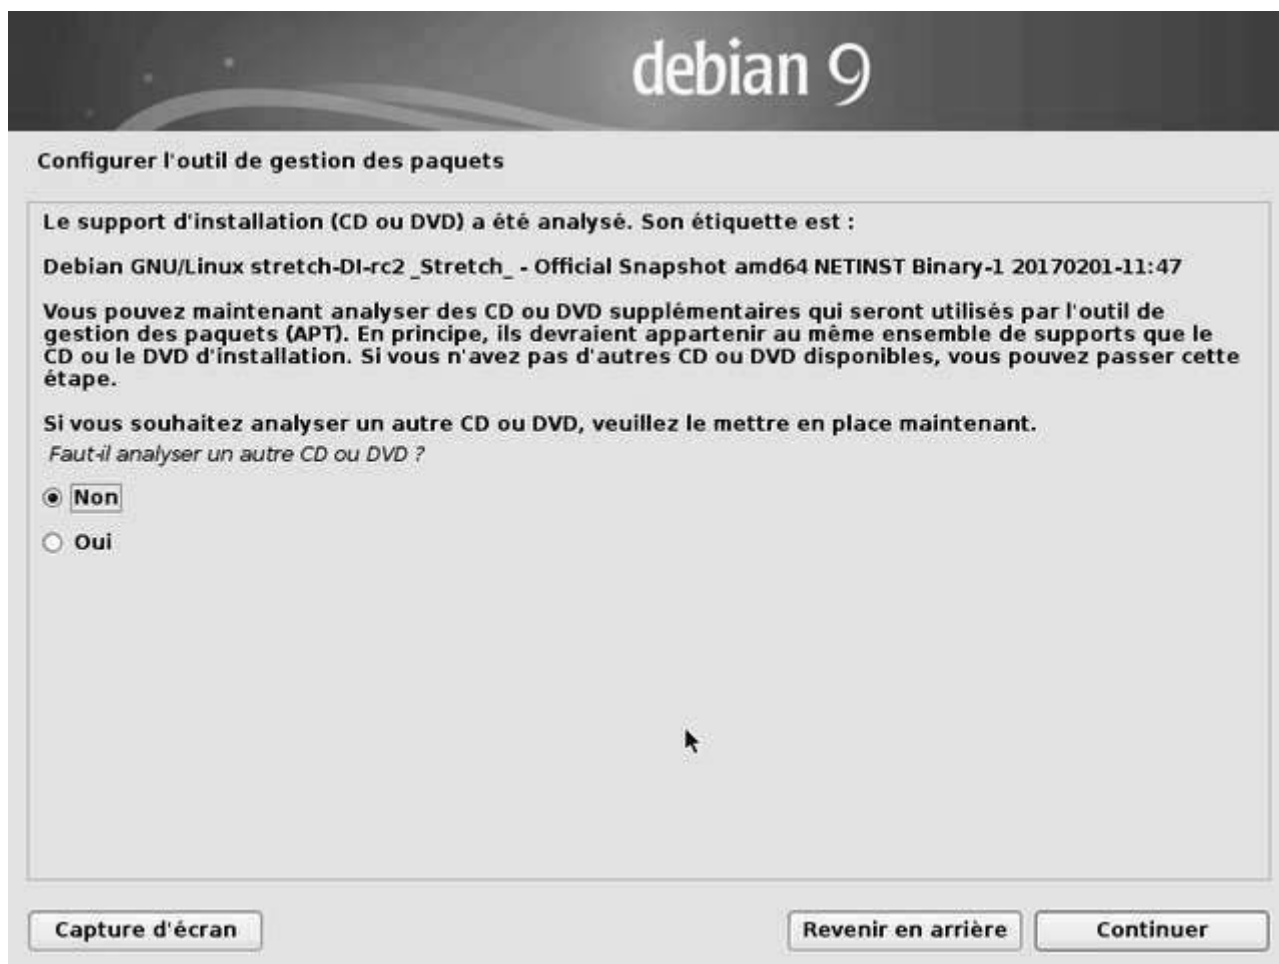 debian 9
Configurer l'outil de gestion des paquets
Le support d'installation (CD ou DVD) a été analysé. Son étiquette est :
Debian GNU/Linux stretch-DI-rc2 _Stretch_ - Official Snapshot amd64 NETINST Binary-1 20170201-11:47
Vous pouvez maintenant analyser des CD ou DVD supplémentaires qui seront utilisés par l'outil de
gestion des paquets (APT). En principe, ils devraient appartenir au même ensemble de supports que le
CD ou le DVD d'installation. Si vous n'avez pas d'autres CD ou DVD disponibles, vous pouvez passer cette
étape.
Si vous souhaitez analyser un autre CD ou DVD, veuillez le mettre en place maintenant.
Faut-il analyser un autre CD ou DVD ?
Non
Oui
Capture d'écran
Revenir en arrière
Continuer